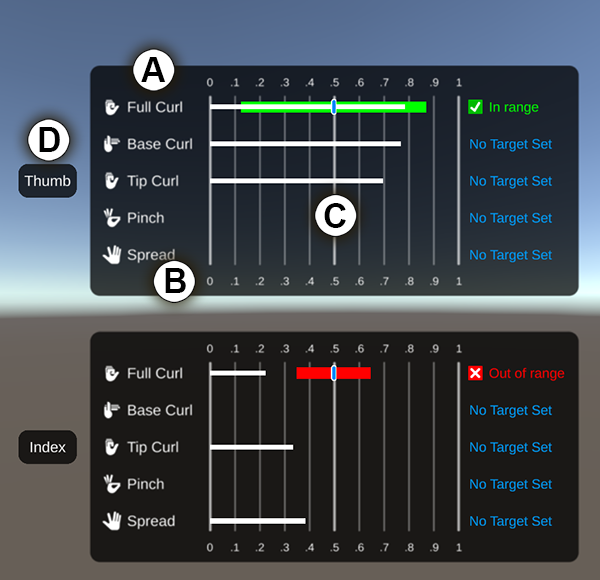 A
0 .1 .2 .3 .4 .5 .6 .7 .8 .9 1
Full Curl In range
D
Base Curl No Target Set
Thumb
Tip Curl No Target Set
C
Pinch No Target Set
Spread No Target Set
B
0 .1 .2 .3 .4 .5 .6 .7 .8 .9 1
0 .1 .2 .3 .4 .5 .6 .7 .8 .9 1
Full Curl Out of range
Base Curl No Target Set
Index
Tip Curl No Target Set
Pinch No Target Set
Spread No Target Set
0 .1 .2 .3 .4 .5 .6 .7 .8 .9 1